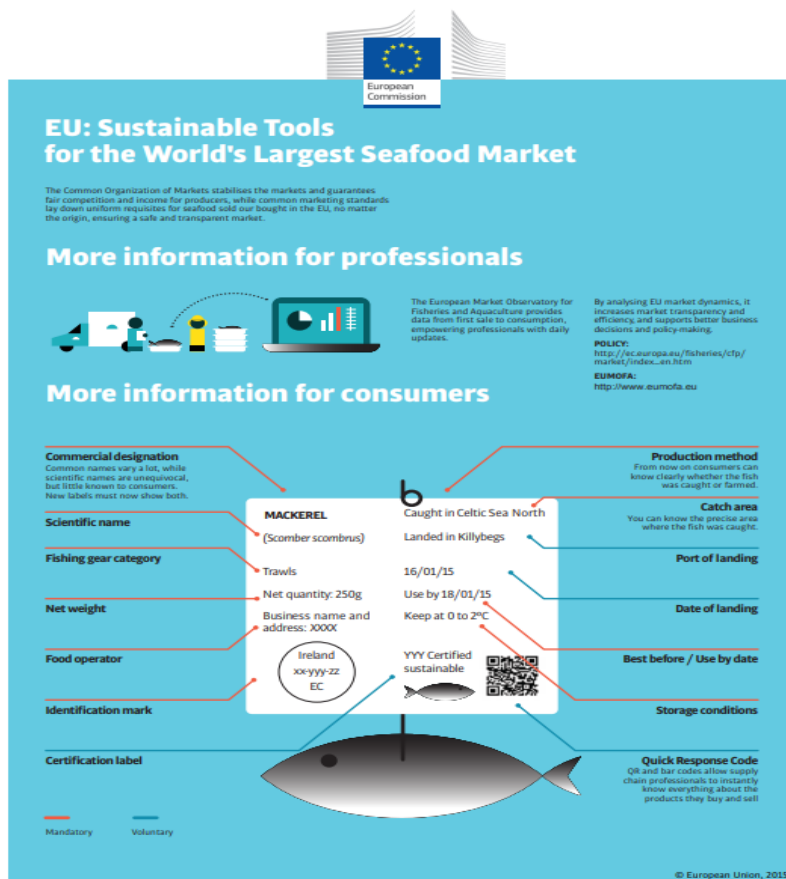 European
Commission
EU: Sustainable Tools
for the World's Largest Seafood Market
The Common Organization of Markets stabilises the markets and guarantees
fair competition and income for producers, while common marketing standards
lay down uniform requisites for seafood sold our bought in the EU, no matter
the origin, ensuring a safe and transparent market.
More information for professionals
The European Market Observatory for
Fisheries and Aquaculture provides
data from first sale to consumption,
empowering professionals with daily
updates.
By analysing EU market dynamics, it
increases market transparency and
efficiency, and supports better business
decisions and policy-making.
POLICY:
http://ec.europa.eu/fisheries/cfp/
market/index...en.htm
EUMOFA:
http://www.eumofa.eu
More information for consumers
Commercial designation
Common names vary a lot, while
scientific names are unequivocal,
but little known to consumers.
New labels must now show both.
Scientific name
Fishing gear category
Net weight
Food operator
Identification mark
Certification label
MACKEREL
(Scomber scombrus)
Trawls
Net quantity: 250g
Business name and
address: XXXX
Ireland
xx-yyy-zz
EC
Caught in Celtic Sea North
Landed in Killybegs
16/01/15
Use by 18/01/15
Keep at 0 to 2°C
YYY Certified
sustainable
Production method
From now on consumers can
know clearly whether the fish
was caught or farmed.
Catch area
You can know the precise area
where the fish was caught.
Port of landing
Date of landing
Best before / Use by date
Storage conditions
Quick Response Code
QR and bar codes allow supply
chain professionals to instantly
know everything about the
products they buy and sell
Mandatory
Voluntary
© European Union, 2015